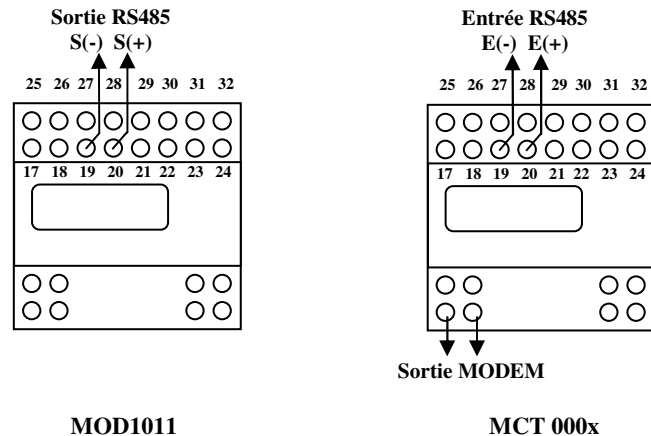 Sortie RS485
S(-) S(+)
25 26 27 28 29 30 31 32
17 18 19 20 21 22 23 24
MOD1011
Entrée RS485
E(-) E(+)
25 26 27 28 29 30 31 32
17 18 19 20 21 22 23 24
Sortie MODEM
MCT 000x